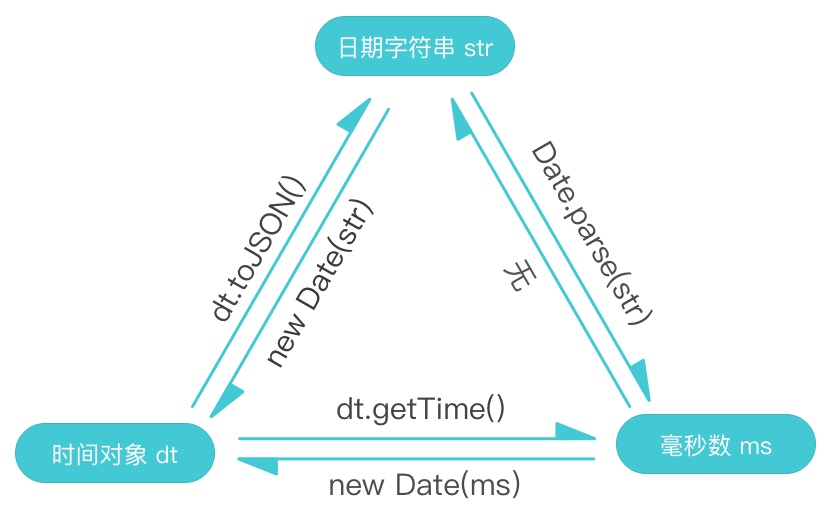 日期字符串 str
dt.toJSON()
new Date(str)
Date.parse(str)
无
dt.getTime()
时间对象 dt
毫秒数 ms
new Date(ms)